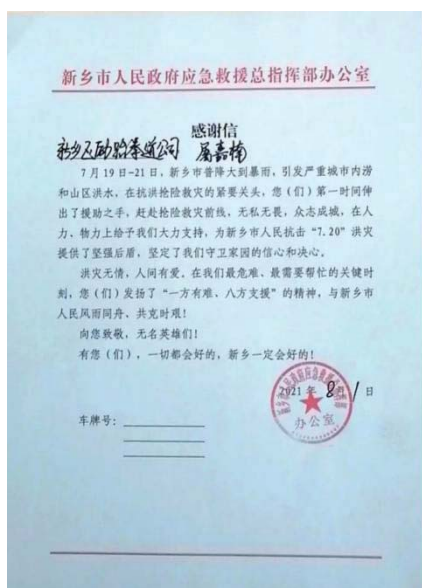 新乡市人民政府应急救援总指挥部办公室
感谢信
跆拳道公司
7月19日-21日，新乡市普降大到暴雨，引发严重城市内涝
和山区洪水，在抗洪抢险救灾的紧要关头，您（们）第一时间伸
出了援助之手，赶赴抢险救灾前线，无私无畏，众志成城，在人
力、物力上给予我们大力支持，为新乡市人民抗击“7.20”洪灾
提供了坚强后盾，坚定了我们守卫家园的信心和决心。
洪灾无情，人间有爱。在我们最危难、最需要帮忙的关键时
刻，您（们）发扬了“一方有难、八方支援”的精神，与新乡市
人民风雨同舟、共克时艰！
向您致敬，无名英雄们！
有您（们），一切都会好的，新乡一定会好的！
2021年8月1日
办公室
车牌号：